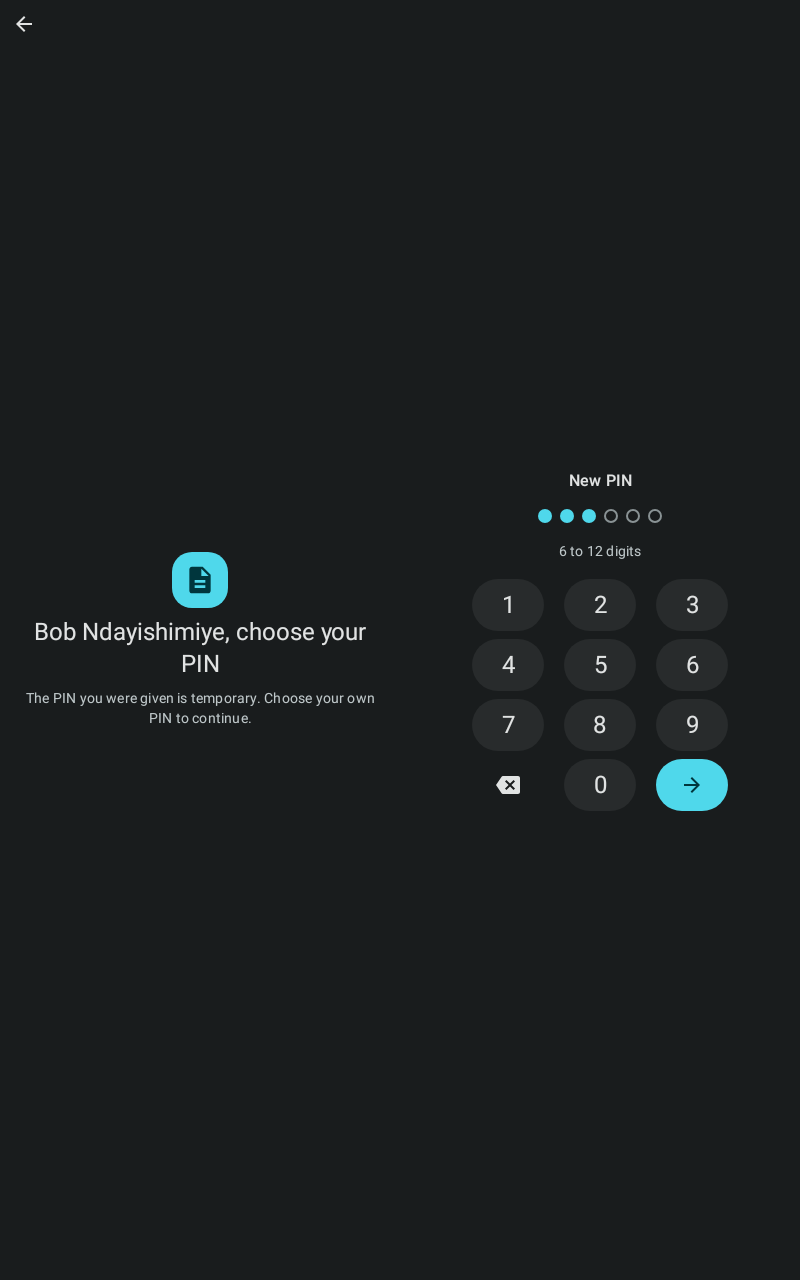 Bob Ndayishimiye, choose your
PIN
The PIN you were given is temporary. Choose your own
PIN to continue.
New PIN
6 to 12 digits
1 2 3
4 5 6
7 8 9
0